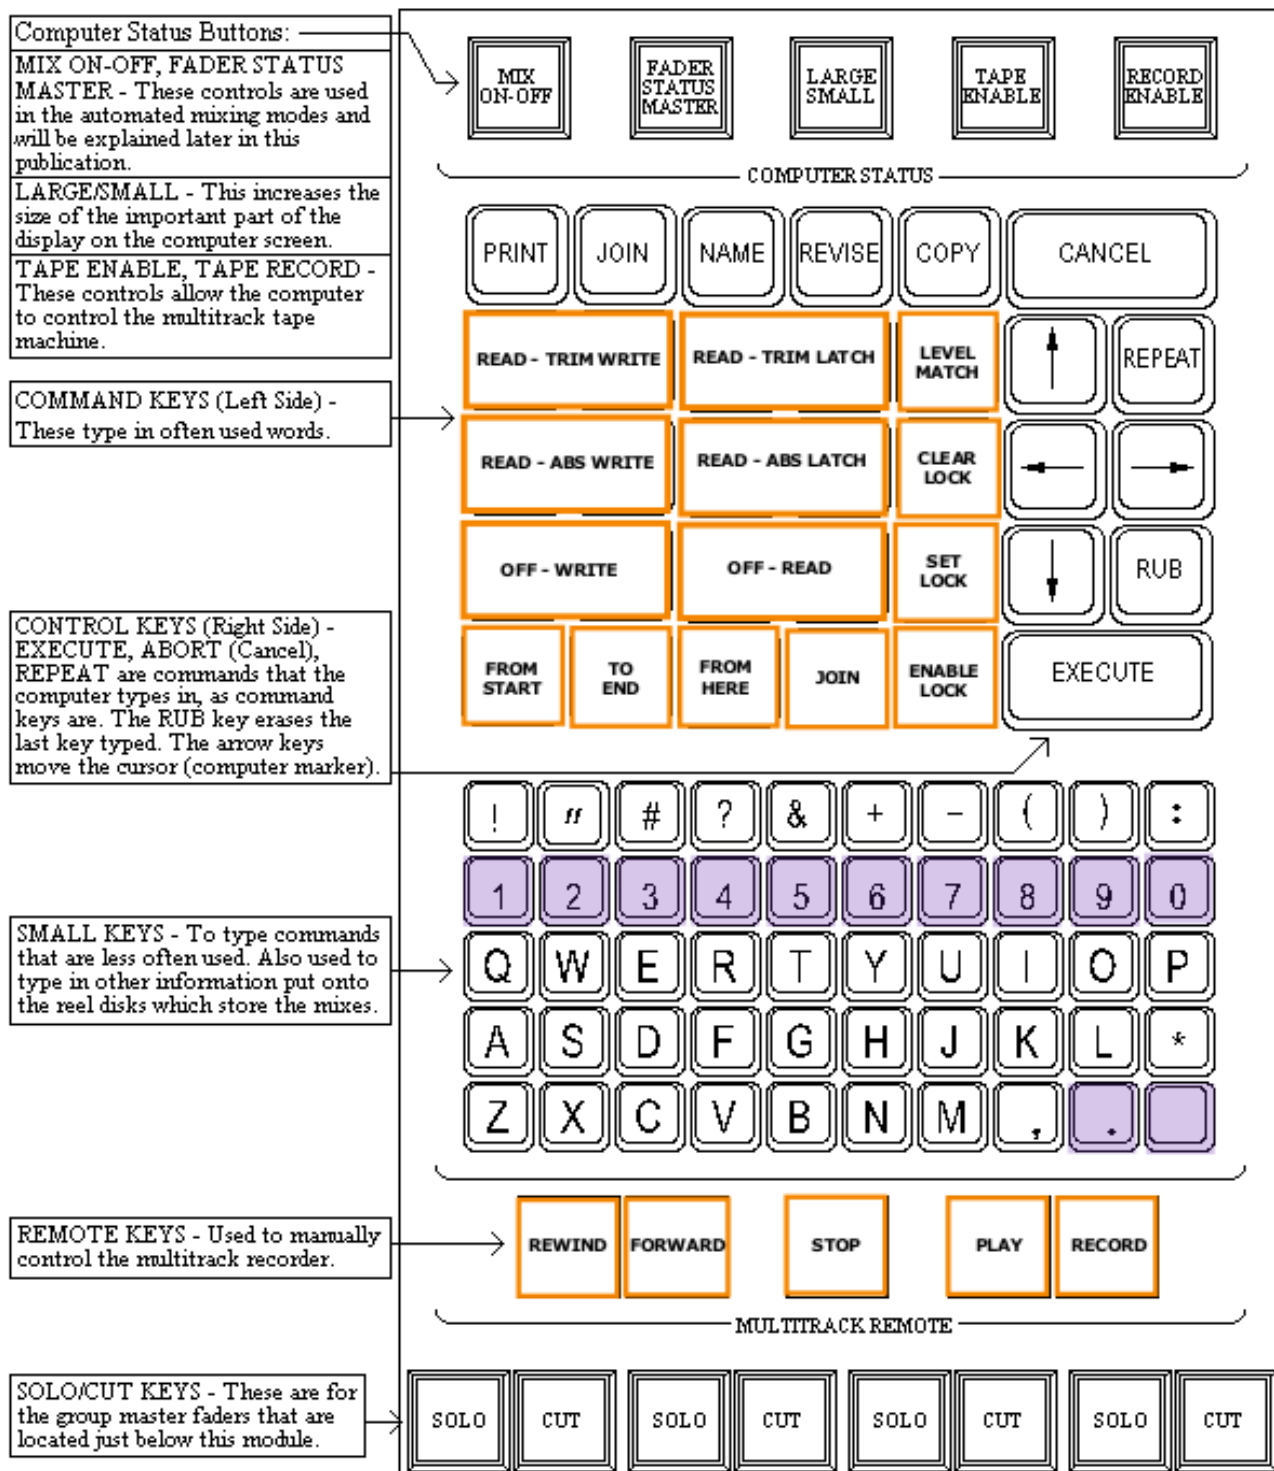 Computer Status Buttons:
MIX ON-OFF, FADER STATUS
MASTER - These controls are used
in the automated mixing modes and
will be explained later in this
publication.
LARGE/SMALL - This increases the
size of the important part of the
display on the computer screen.
TAPE ENABLE, TAPE RECORD -
These controls allow the computer
to control the multitrack tape
machine.
COMMAND KEYS (Left Side) -
These type in often used words.
CONTROL KEYS (Right Side) -
EXECUTE, ABORT (Cancel),
REPEAT are commands that the
computer types in, as command
keys are. The RUB key erases the
last key typed. The arrow keys
move the cursor (computer marker).
SMALL KEYS - To type commands
that are less often used. Also used to
type in other information put onto
the reel disks which store the mixes.
REMOTE KEYS - Used to manually
control the multitrack recorder.
SOLO/CUT KEYS - These are for
the group master faders that are
located just below this module.
MIX
ON-OFF
FADER
STATUS
MASTER
LARGE
SMALL
TAPE
ENABLE
RECORD
ENABLE
COMPUTER STATUS
PRINT JOIN NAME REVISE COPY CANCEL
READ - TRIM WRITE
READ - TRIM LATCH
LEVEL
MATCH
REPEAT
READ - ABS WRITE
READ - ABS LATCH
CLEAR
LOCK
OFF - WRITE
OFF - READ
SET
LOCK
RUB
FROM
START
TO
END
FROM
HERE
JOIN
ENABLE
LOCK
EXECUTE
! " # ? & + - ( ) :
1 2 3 4 5 6 7 8 9 0
Q W E R T Y U I O P
A S D F G H J K L *
Z X C V B N M , .
REWIND FORWARD STOP PLAY RECORD
MULTITRACK REMOTE
SOLO CUT SOLO CUT SOLO CUT SOLO CUT